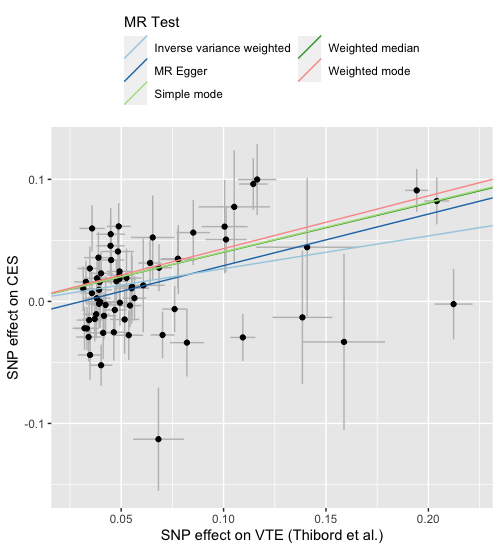 MR Test
Inverse variance weighted
Weighted median
MR Egger
Weighted mode
Simple mode
0.1
0.0
-0.1
SNP effect on CES
0.05
0.10
0.15
0.20
SNP effect on VTE (Thibord et al.)